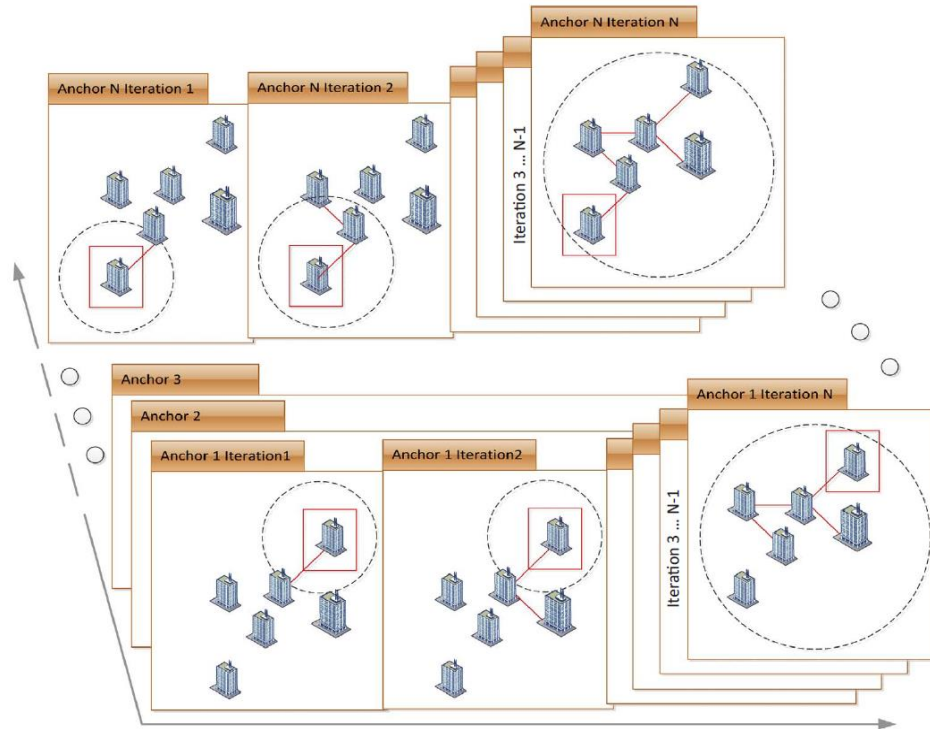 Anchor N Iteration N
Anchor N Iteration 1
Anchor N Iteration 2
Iteration 3 ... N-1
Anchor 3
Anchor 2
Anchor 1 Iteration N
Anchor 1 Iteration1
Anchor 1 Iteration2
Iteration 3 ... N-1